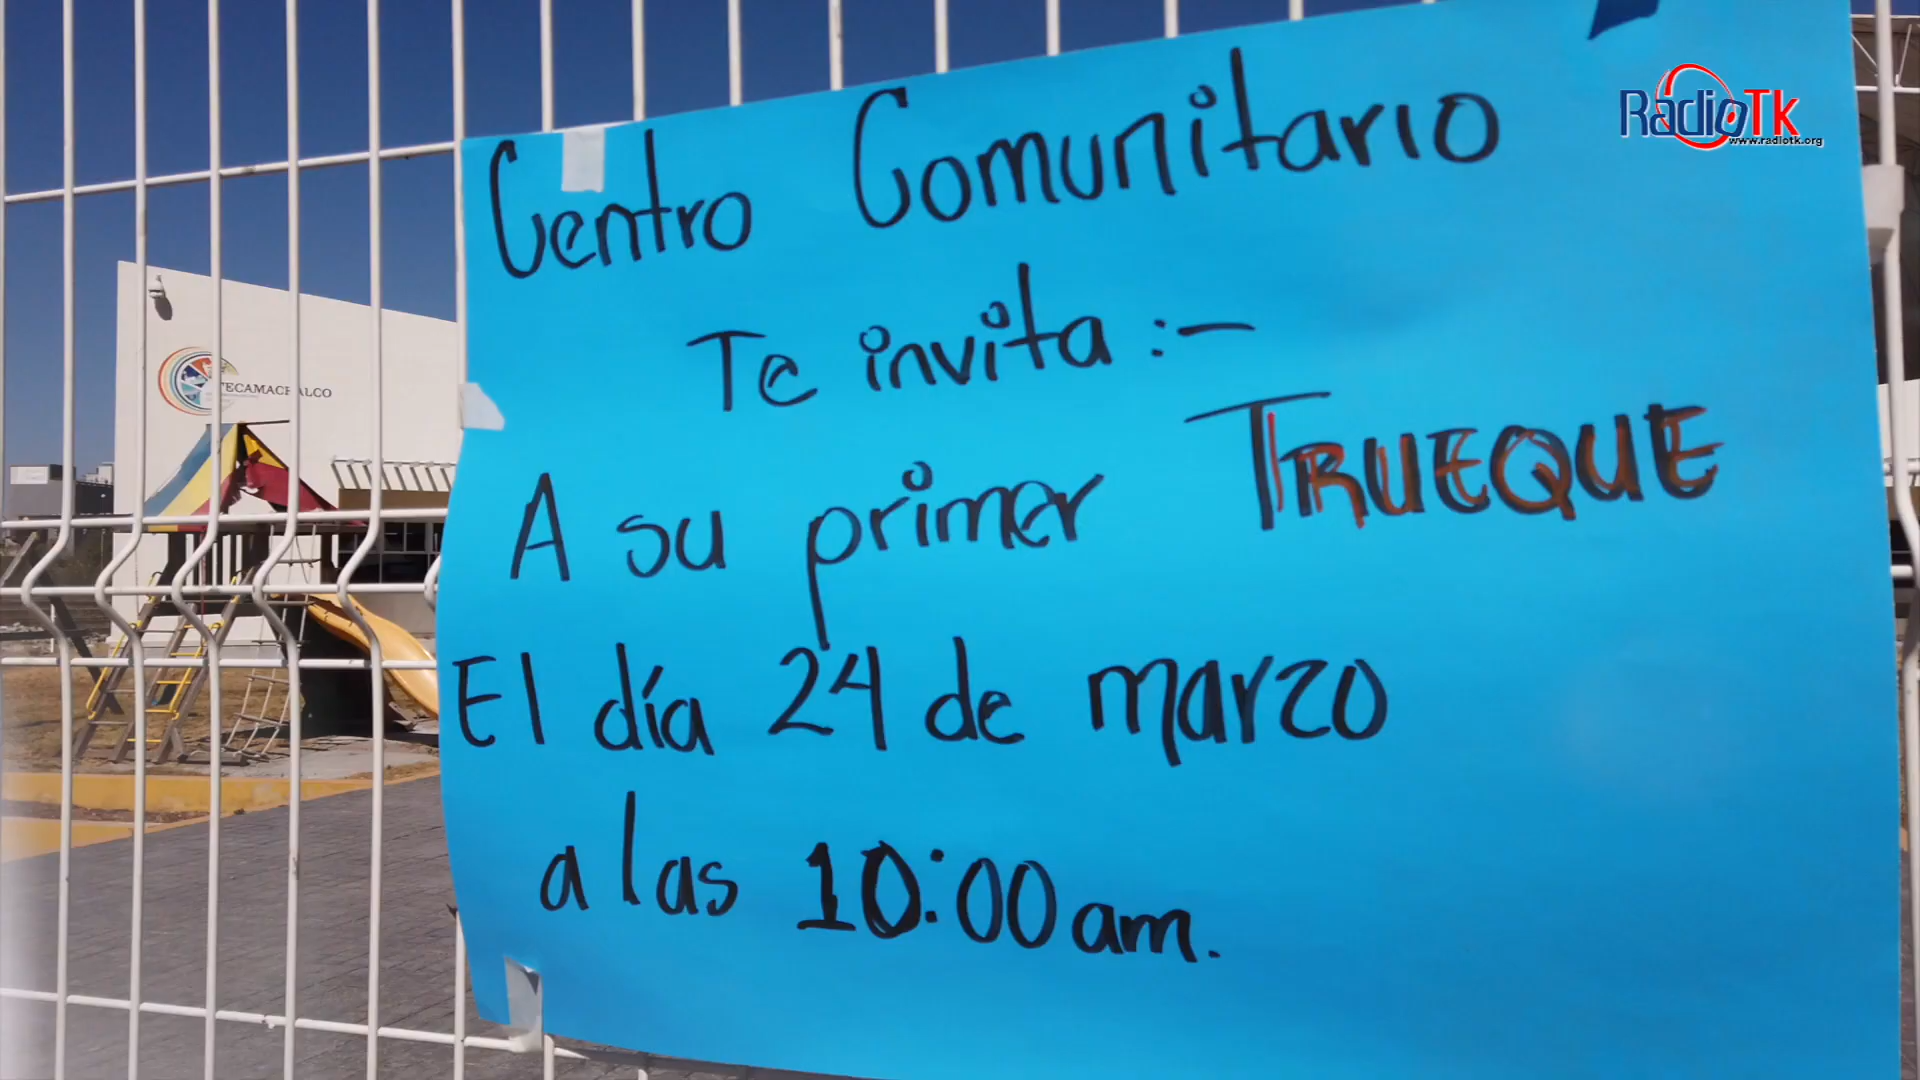 RadioTk
www.radiotk.org
Centro Comunitario
Te invita :-
A su primer TRUEQUE
El día 24 de marzo
a las 10:00 am.
TECAMACHALCO